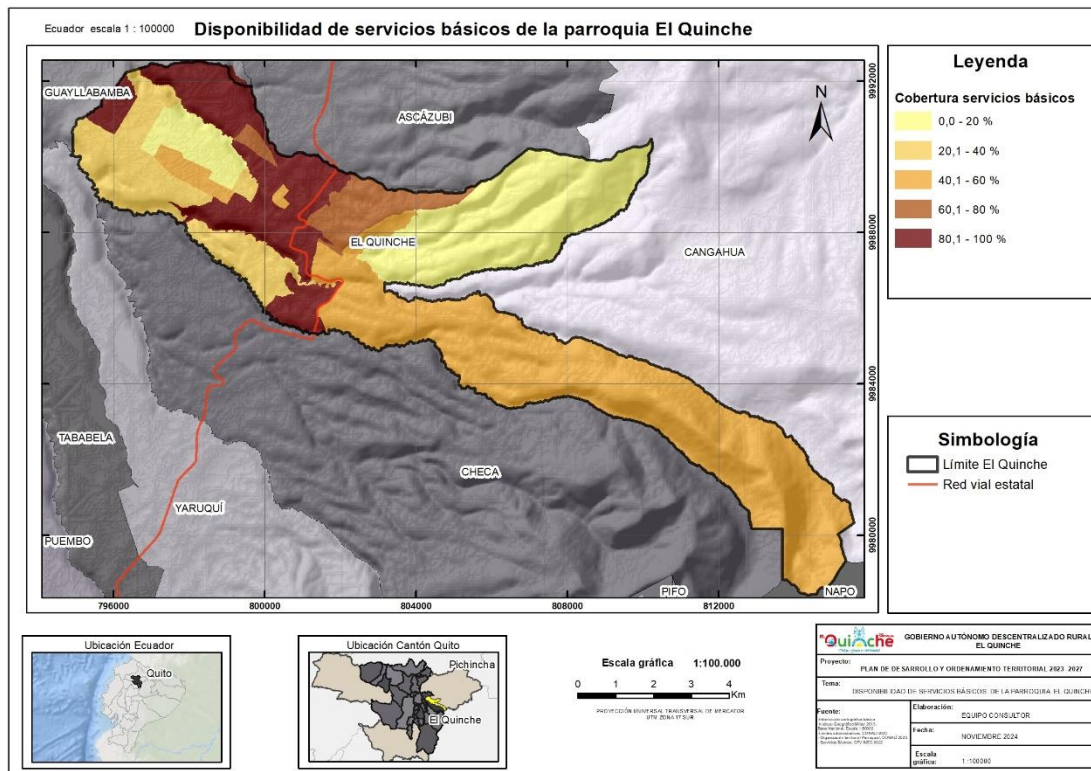 Ecuador escala 1 : 100000
Disponibilidad de servicios básicos de la parroquia El Quinche
GUAYLLABAMBA
ASCÁZUBI
N
EL QUINCHE
CANGAHUA
TABABELA
CHECA
YARUQUÍ
PUEMBO
PIFO
NAPO
796000
800000
804000
808000
812000
9992000
9988000
9984000
9980000
Leyenda
Cobertura servicios básicos
0,0 - 20 %
20,1 - 40 %
40,1 - 60 %
60,1 - 80 %
80,1 - 100 %
Simbología
Límite El Quinche
Red vial estatal
Ubicación Ecuador
Quito
Ubicación Cantón Quito
Pichincha
El Quinche
Escala gráfica 1:100.000
0 0,5 1 2 3 4
Km
PROYECCIÓN UNIVERSAL TRANSVERSAL DE MERCATOR
UTM ZONA 17 SUR
Quinche
GOBIERNO AUTÓNOMO DESCENTRALIZADO RURAL
EL QUINCHE
Proyecto:
PLAN DE DESARROLLO Y ORDENAMIENTO TERRITORIAL 2023 2027
Tema:
DISPONIBILIDAD DE SERVICIOS BÁSICOS DE LA PARROQUIA EL QUINCHE
Fuente:
Elaboración:
EQUIPO CONSULTOR
Fecha:
NOVIEMBRE 2024
Escala
gráfica:
1 :100000